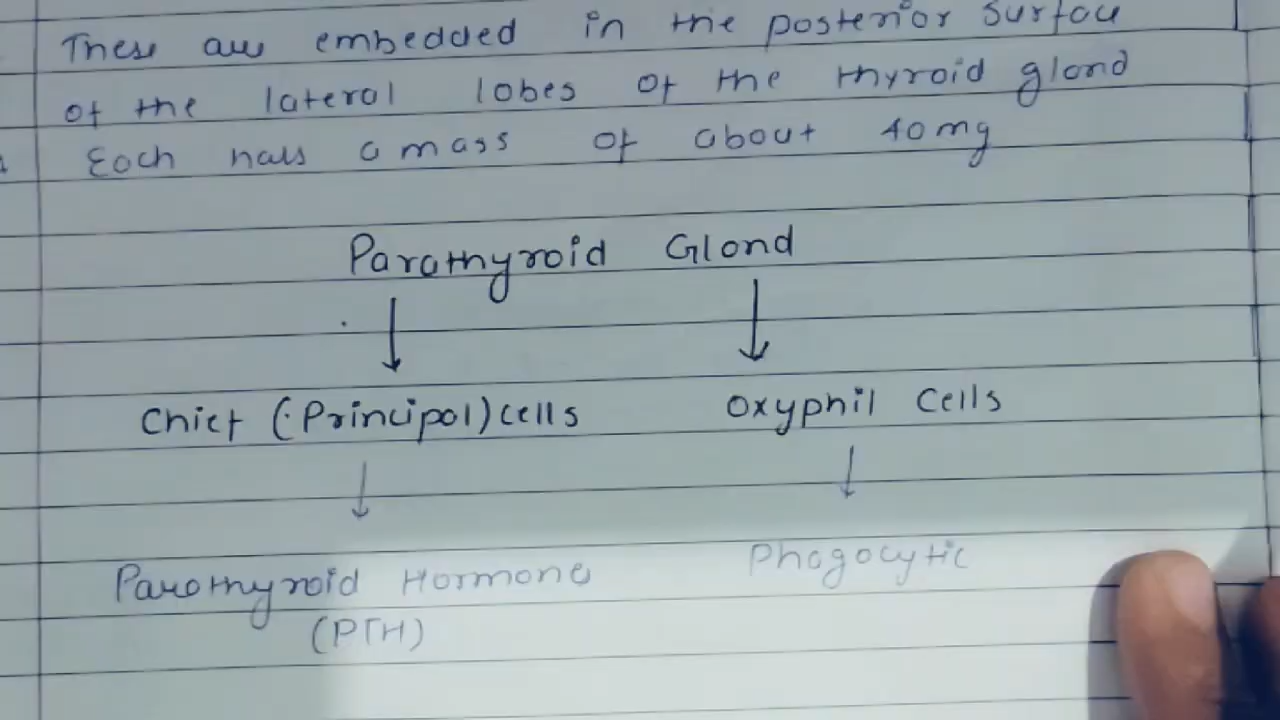 These are embedded in the posterior surface
of the lateral lobes of the thyroid gland
Each has a mass of about 40mg
Parathyroid Gland
Chief (Principal) cells Oxyphil cells
Parathyroid Hormone Phagocytic
(PTH)